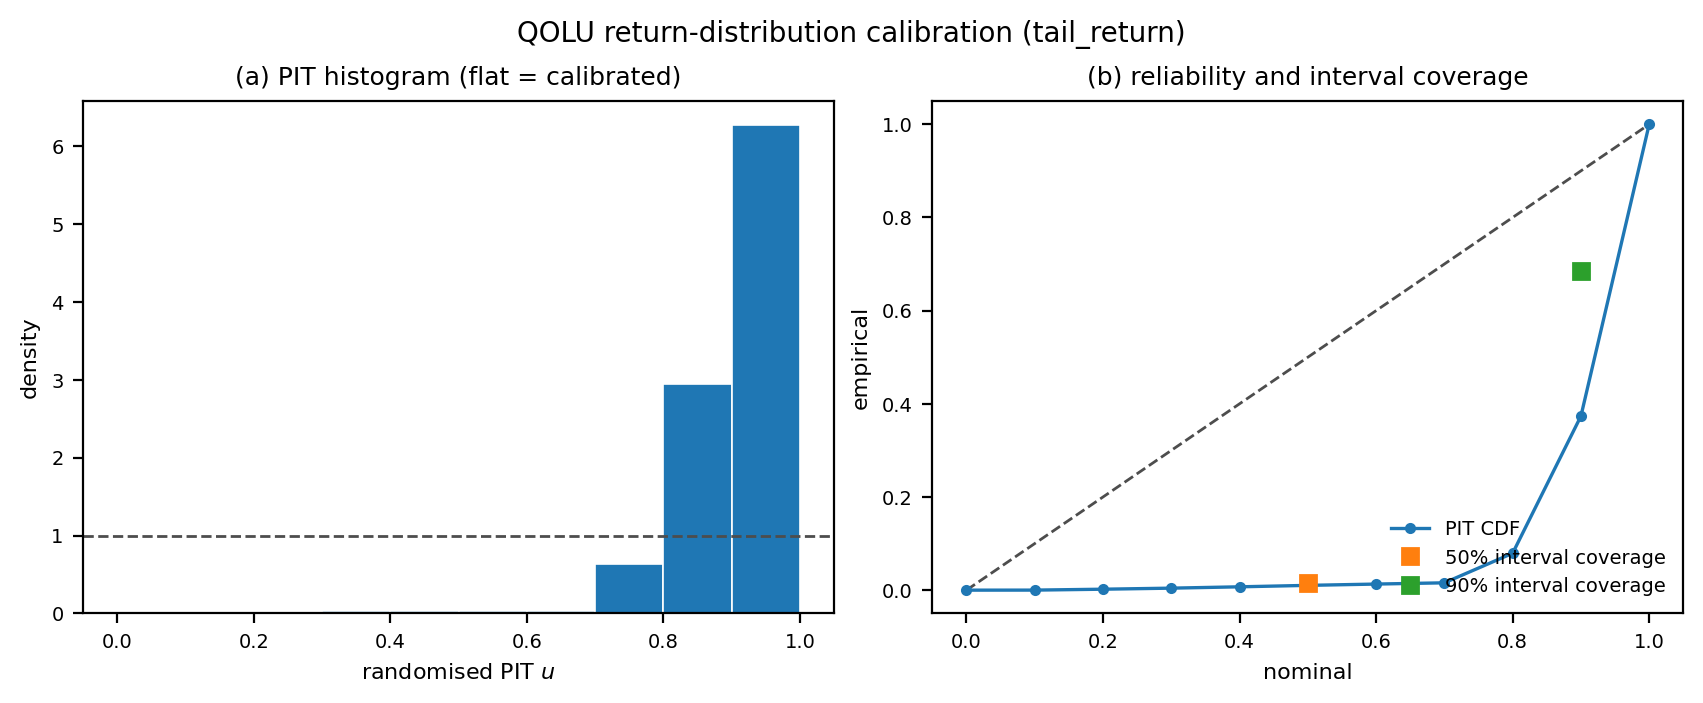 QOLU return-distribution calibration (tail_return)
(a) PIT histogram (flat = calibrated)
6
5
4
3
2
1
0
density
0.0 0.2 0.4 0.6 0.8 1.0
randomised PIT u
(b) reliability and interval coverage
1.0
0.8
0.6
0.4
0.2
0.0
empirical
PIT CDF
50% interval coverage
90% interval coverage
0.0 0.2 0.4 0.6 0.8 1.0
nominal